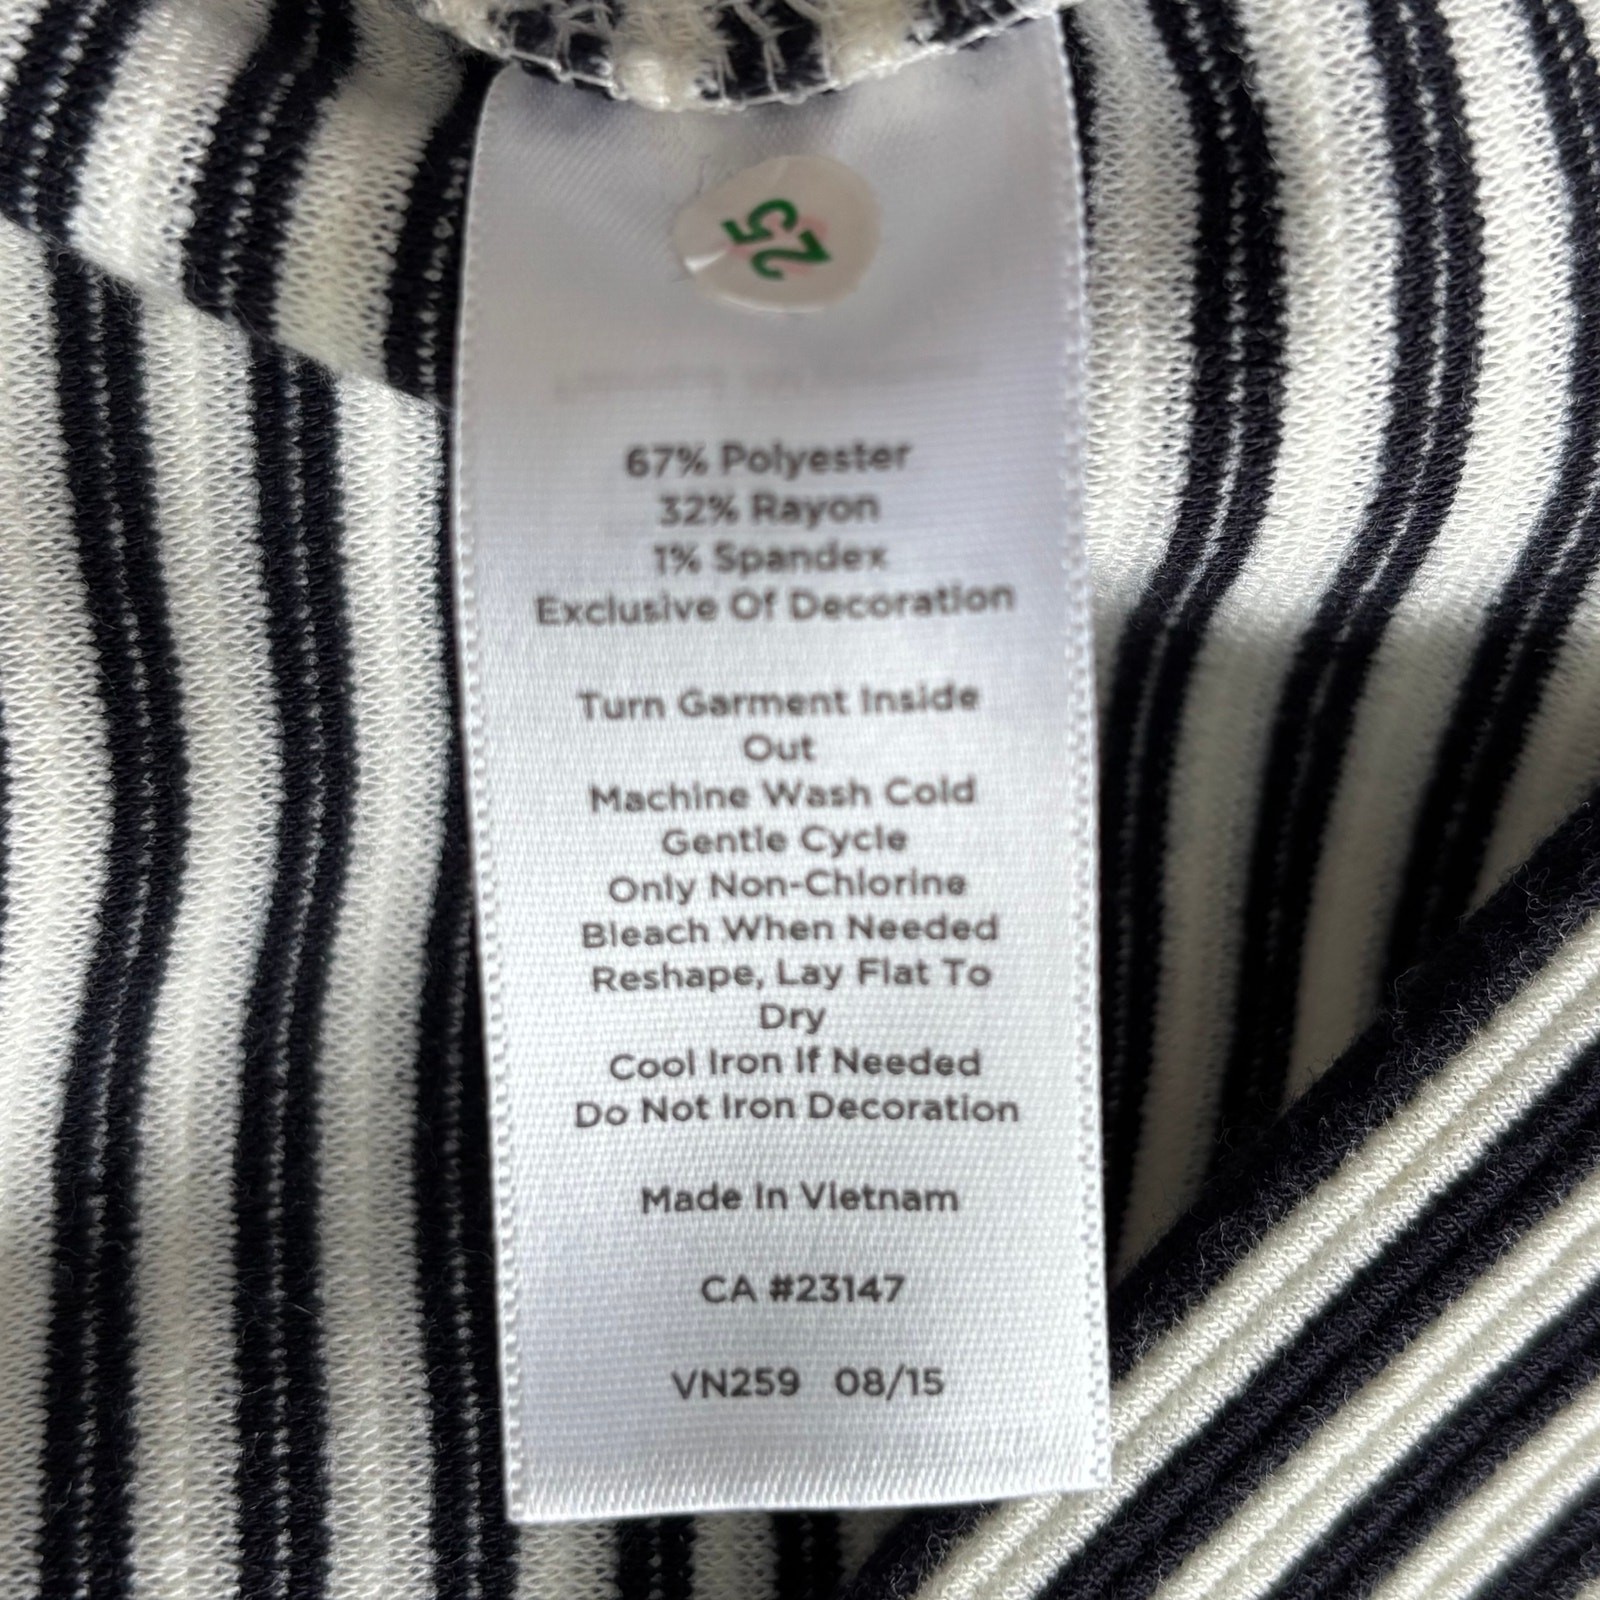 25
67% Polyester
32% Rayon
1% Spandex
Exclusive Of Decoration
Turn Garment Inside
Out
Machine Wash Cold
Gentle Cycle
Only Non-Chlorine
Bleach When Needed
Reshape, Lay Flat To
Dry
Cool Iron If Needed
Do Not Iron Decoration
Made In Vietnam
CA #23147
VN259 08/15